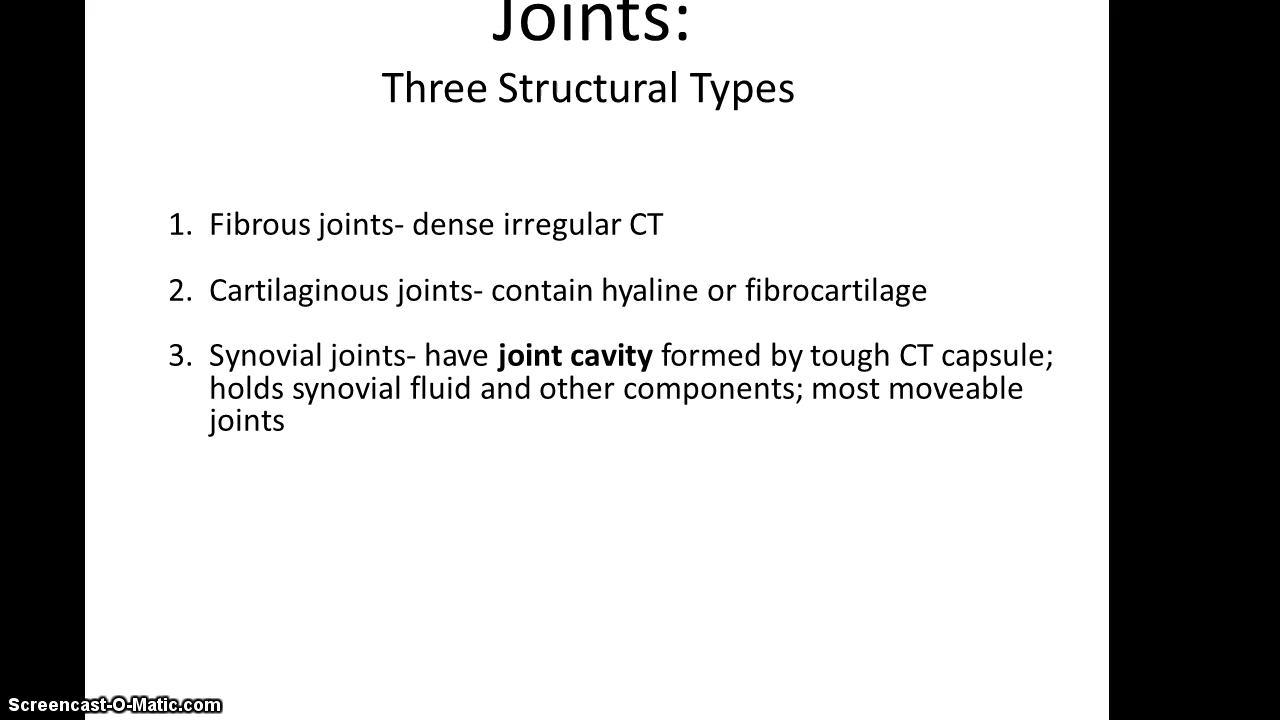 Joints:
Three Structural Types
1. Fibrous joints- dense irregular CT
2. Cartilaginous joints- contain hyaline or fibrocartilage
3. Synovial joints- have joint cavity formed by tough CT capsule;
holds synovial fluid and other components; most moveable
joints
Screencast-O-Matic.com